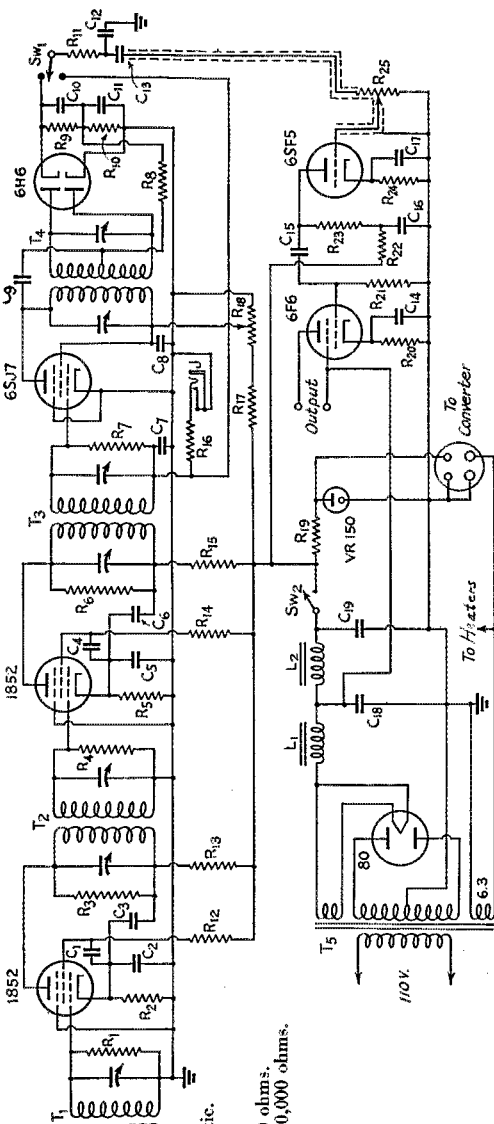 T₁
R₁
1852
C₁
R₂
C₂
R₃
C₃
T₂
R₄
R₁₂
R₁₃
1852
C₄
R₅
C₅
R₆
C₆
R₁₄
R₁₅
T₃
R₇
C₇
R₁₆
J
6SJ7
C₈
R₁₇
R₁₈
C9
T₄
6H6
R₈
R₉
R₁₀
C₁₀
C₁₁
Sw₁
R₁₁
C₁₂
C₁₃
tic.
0 ohms.
0,000 ohms.
T₅
110V.
80
6.3
L₁
L₂
C₁₈
C₁₉
Sw₂
To Heaters
R₁₉
VR 150
To
Converter
Output
6F6
R₂₀
C₁₄
R₂₁
C₁₅
R₂₂
R₂₃
C₁₆
6SF5
R₂₄
C₁₇
R₂₅